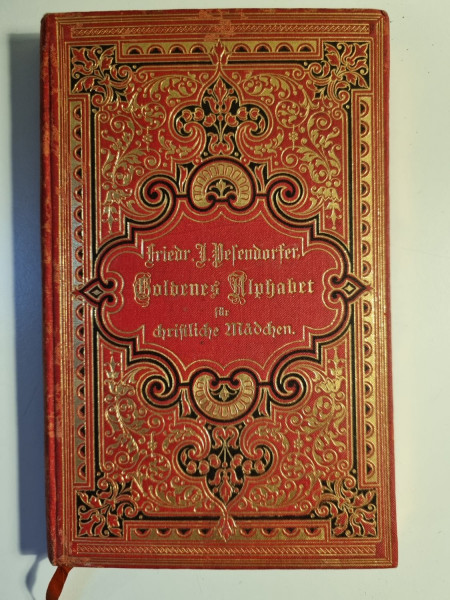 Friedr. J. Pesendorfer.
Goldenes Alphabet
für
christliche Mädchen.